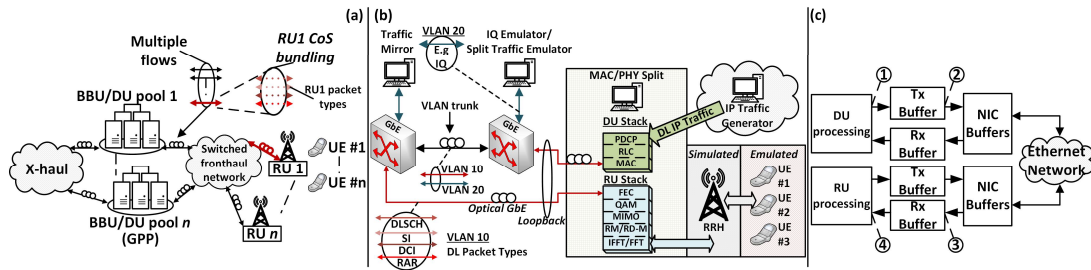 (a)
Multiple
flows
RU1 CoS
bundling
RU1 packet
types
BBU/DU pool 1
X-haul
Switched
fronthaul
network
RU 1
UE #1
UE #n
BBU/DU pool n
(GPP)
RU n
(b)
Traffic
Mirror
VLAN 20
E.g
IQ
IQ Emulator/
Split Traffic Emulator
VLAN trunk
GbE
GbE
VLAN 10
VLAN 20
Optical GbE
Loopback
DLSCH
SI
DCI
RAR
VLAN 10
DL Packet Types
MAC/PHY Split
DU Stack
PDCP
RLC
MAC
DL IP Traffic
IP Traffic
Generator
RU Stack
FEC
QAM
MIMO
RM/RD-M
IFFT/FFT
Simulated
RRH
Emulated
UE
#1
UE
#2
UE
#3
(c)
1
2
DU
processing
Tx
Buffer
Rx
Buffer
NIC
Buffers
Ethernet
Network
RU
processing
Tx
Buffer
Rx
Buffer
NIC
Buffers
4
3